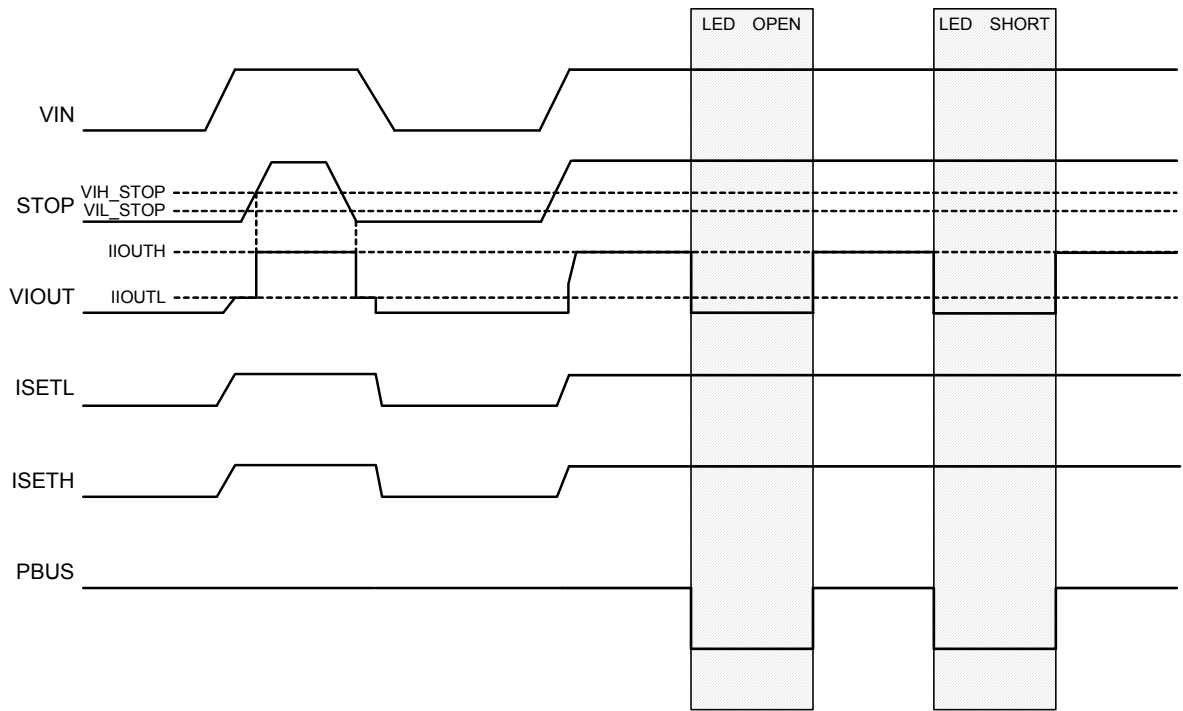 LED OPEN
LED SHORT
VIN
VIH_STOP
STOP
VIL_STOP
IIOUTH
VIOUT
IIOUTL
ISETL
ISETH
PBUS